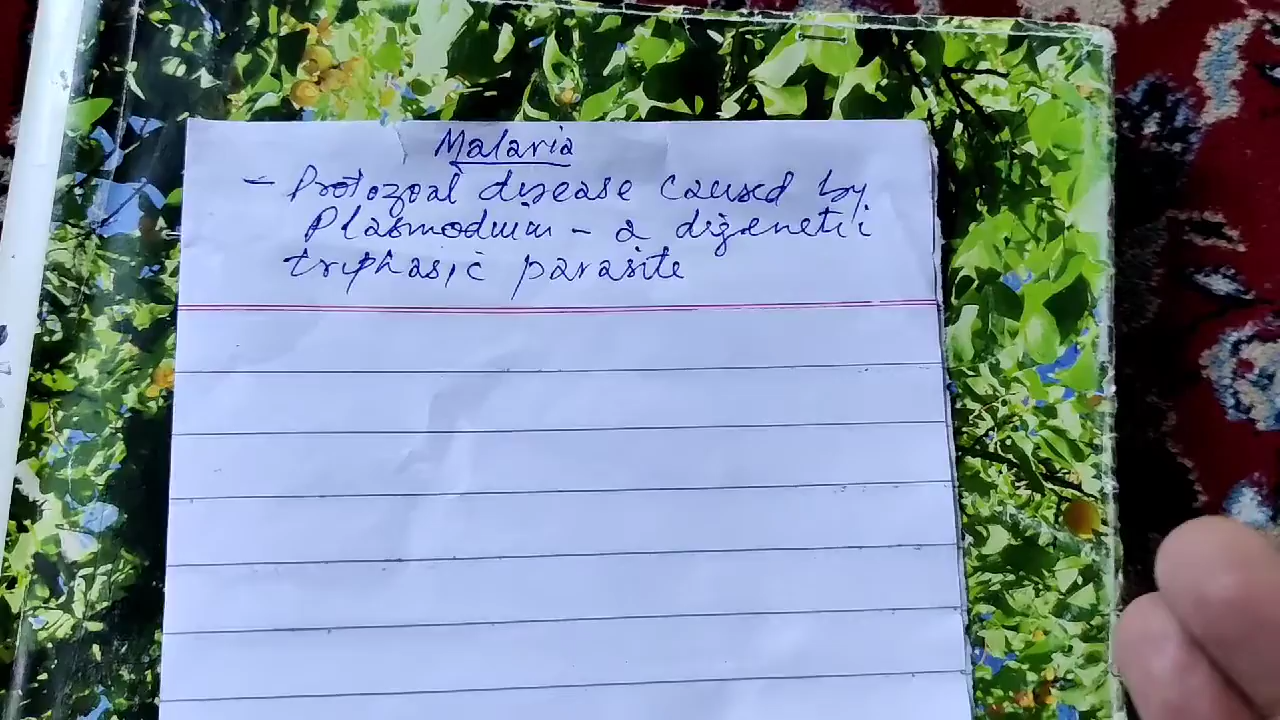 Malaria
- Protozoal disease caused by
Plasmodium - a digenetic
triphasic parasite